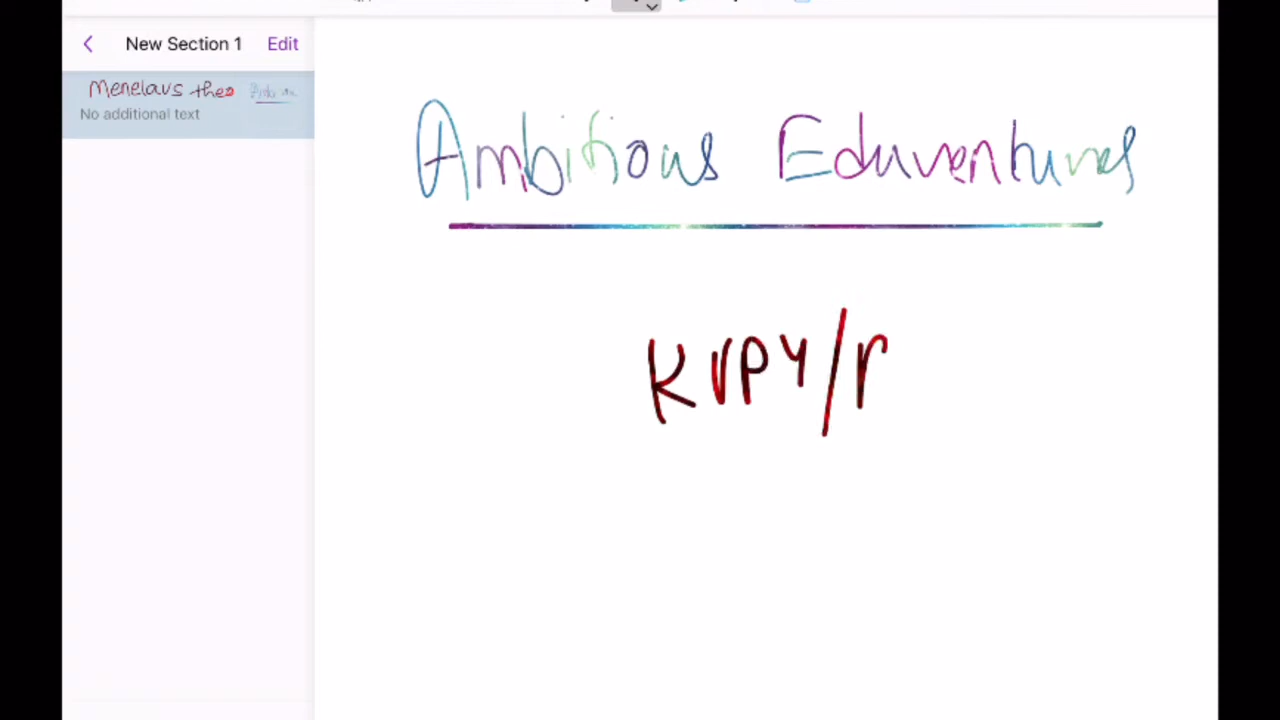 New Section 1 Edit
Menelaus theo
No additional text
Ambitious Eduventures
KVPY/r